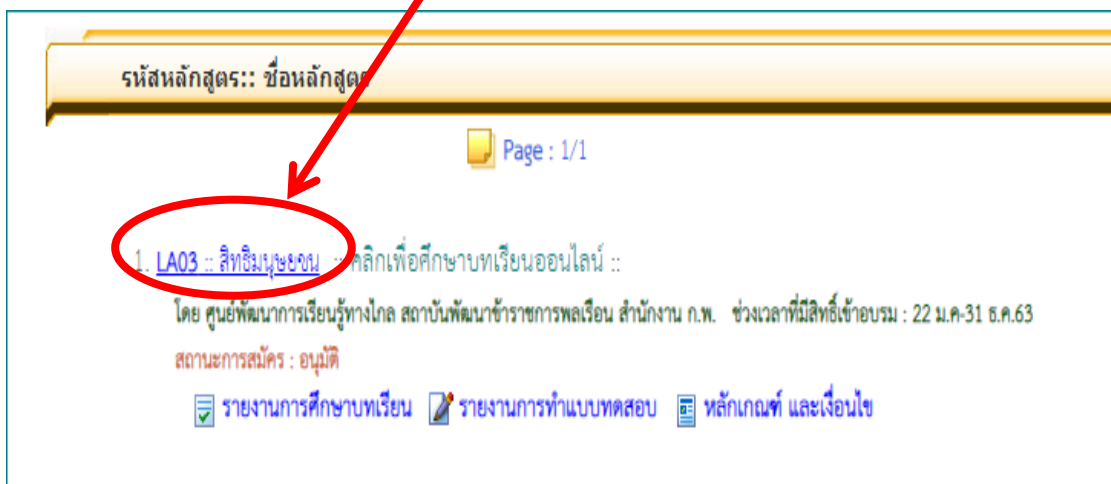 รหัสหลักสูตร:: ชื่อหลักสูตร
Page : 1/1
1. LA03 :: สิทธิมนุษยชน :: คลิกเพื่อศึกษาบทเรียนออนไลน์ ::
โดย ศูนย์พัฒนาการเรียนรู้ทางไกล สถาบันพัฒนาข้าราชการพลเรือน สำนักงาน ก.พ. ช่วงเวลาที่มีสิทธิ์เข้าอบรม : 22 ม.ค-31 ธ.ค.63
สถานะการสมัคร : อนุมัติ
รายงานการศึกษาบทเรียน รายงานการทำแบบทดสอบ หลักเกณฑ์ และเงื่อนไข